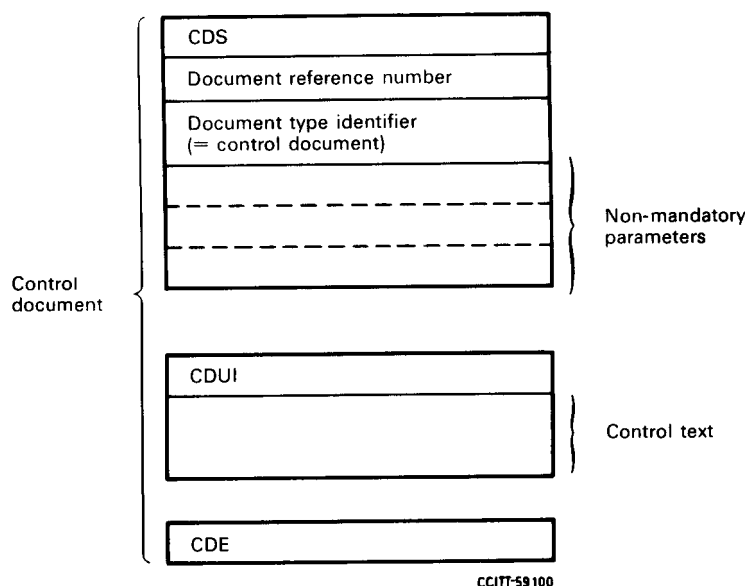 CDS
Document reference number
Document type identifier
(= control document)
Non-mandatory
parameters
Control
document
CDUI
Control text
CDE
CCITT-59100